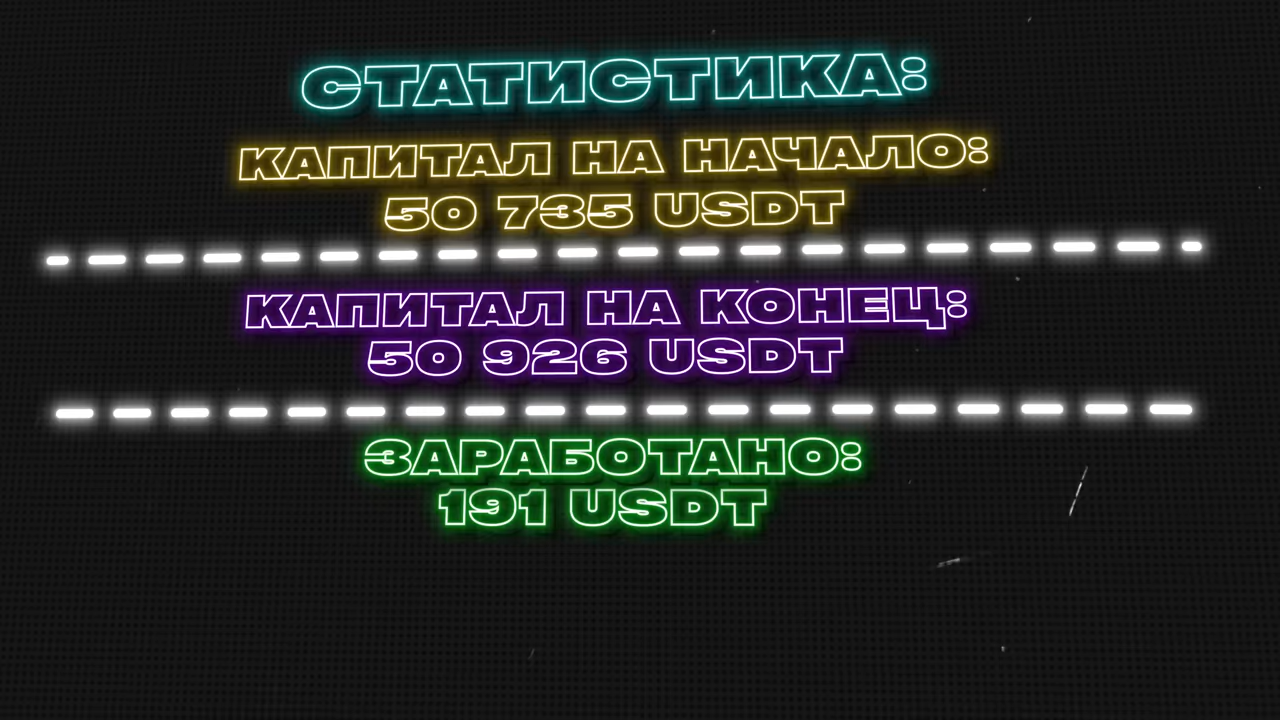 СТАТИСТИКА:
КАПИТАЛ НА НАЧАЛО:
50 735 USDT
КАПИТАЛ НА КОНЕЦ:
50 926 USDT
ЗАРАБОТАНО:
191 USDT